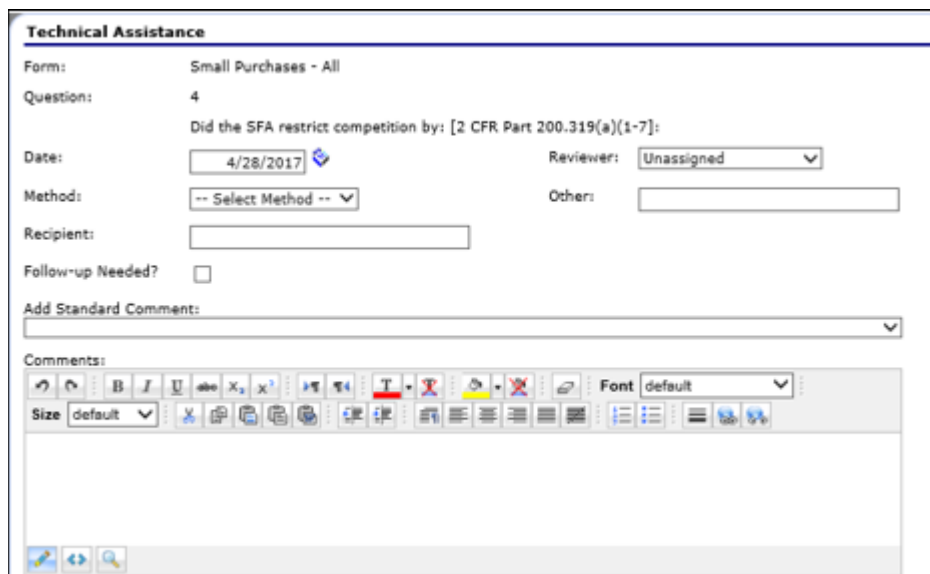 Technical Assistance
Form: Small Purchases - All
Question: 4
Did the SFA restrict competition by: [2 CFR Part 200.319(a)(1-7]:
Date: 4/28/2017 Reviewer: Unassigned
Method: -- Select Method -- Other:
Recipient:
Follow-up Needed?
Add Standard Comment:
Comments:
B I U abc X₂ x² T T Font default
Size default